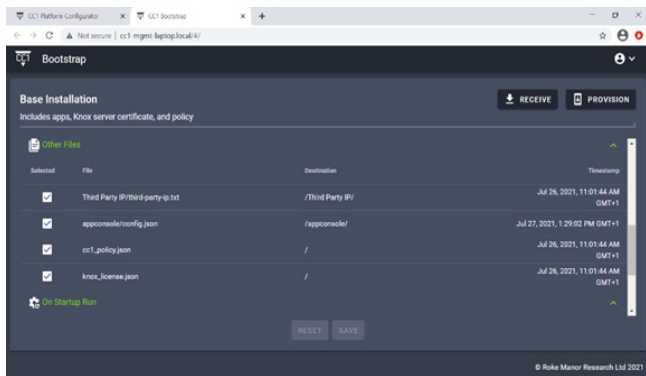 CC1 Platform Configurator
CC1 Bootstrap
Not secure | cc1-mgmt-laptop.local/4/
CC1 Bootstrap
Base Installation
RECEIVE
PROVISION
Includes apps, Knox server certificate, and policy
Other Files
Selected File Destination Timestamp
Third Party IP/third-party-ip.txt /Third Party IP/ Jul 26, 2021, 11:01:44 AM
GMT+1
appconsole/config.json /appconsole/ Jul 27, 2021, 1:29:02 PM GMT+1
cc1_policy.json / Jul 26, 2021, 11:01:44 AM
GMT+1
knox_license.json / Jul 26, 2021, 11:01:44 AM
GMT+1
On Startup Run
RESET SAVE
© Roke Manor Research Ltd 2021